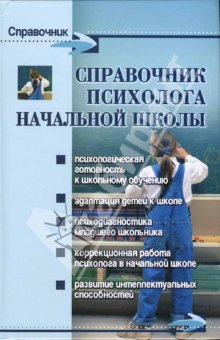 Справочник
СПРАВОЧНИК
ПСИХОЛОГА
НАЧАЛЬНОЙ ШКОЛЫ
психологическая
готовность
к школьному обучению
адаптация детей к школе
психодиагностика
младшего школьника
коррекционная работа
психолога в начальной школе
развитие интеллектуальных
способностей